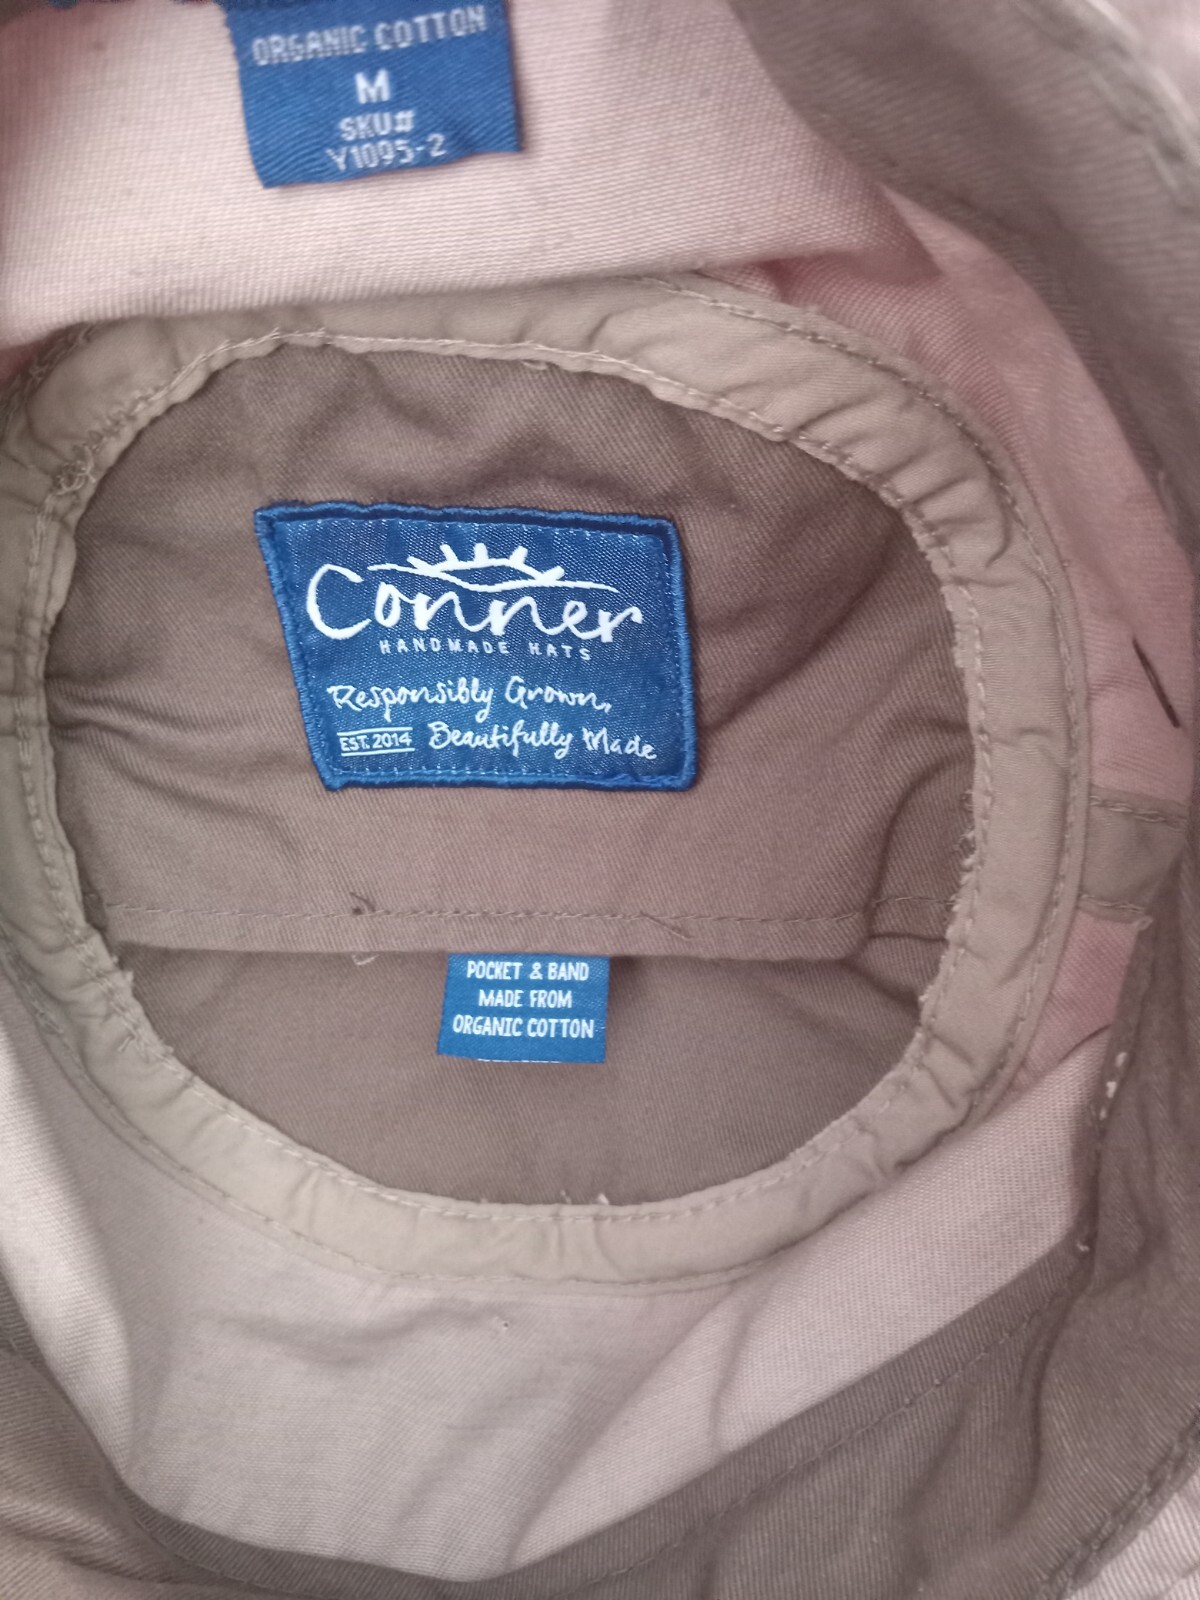 ORGANIC COTTON
M
SKU#
Y1095-2
Conner
HANDMADE HATS
Responsibly Grown,
EST. 2014 Beautifully Made
POCKET & BAND
MADE FROM
ORGANIC COTTON